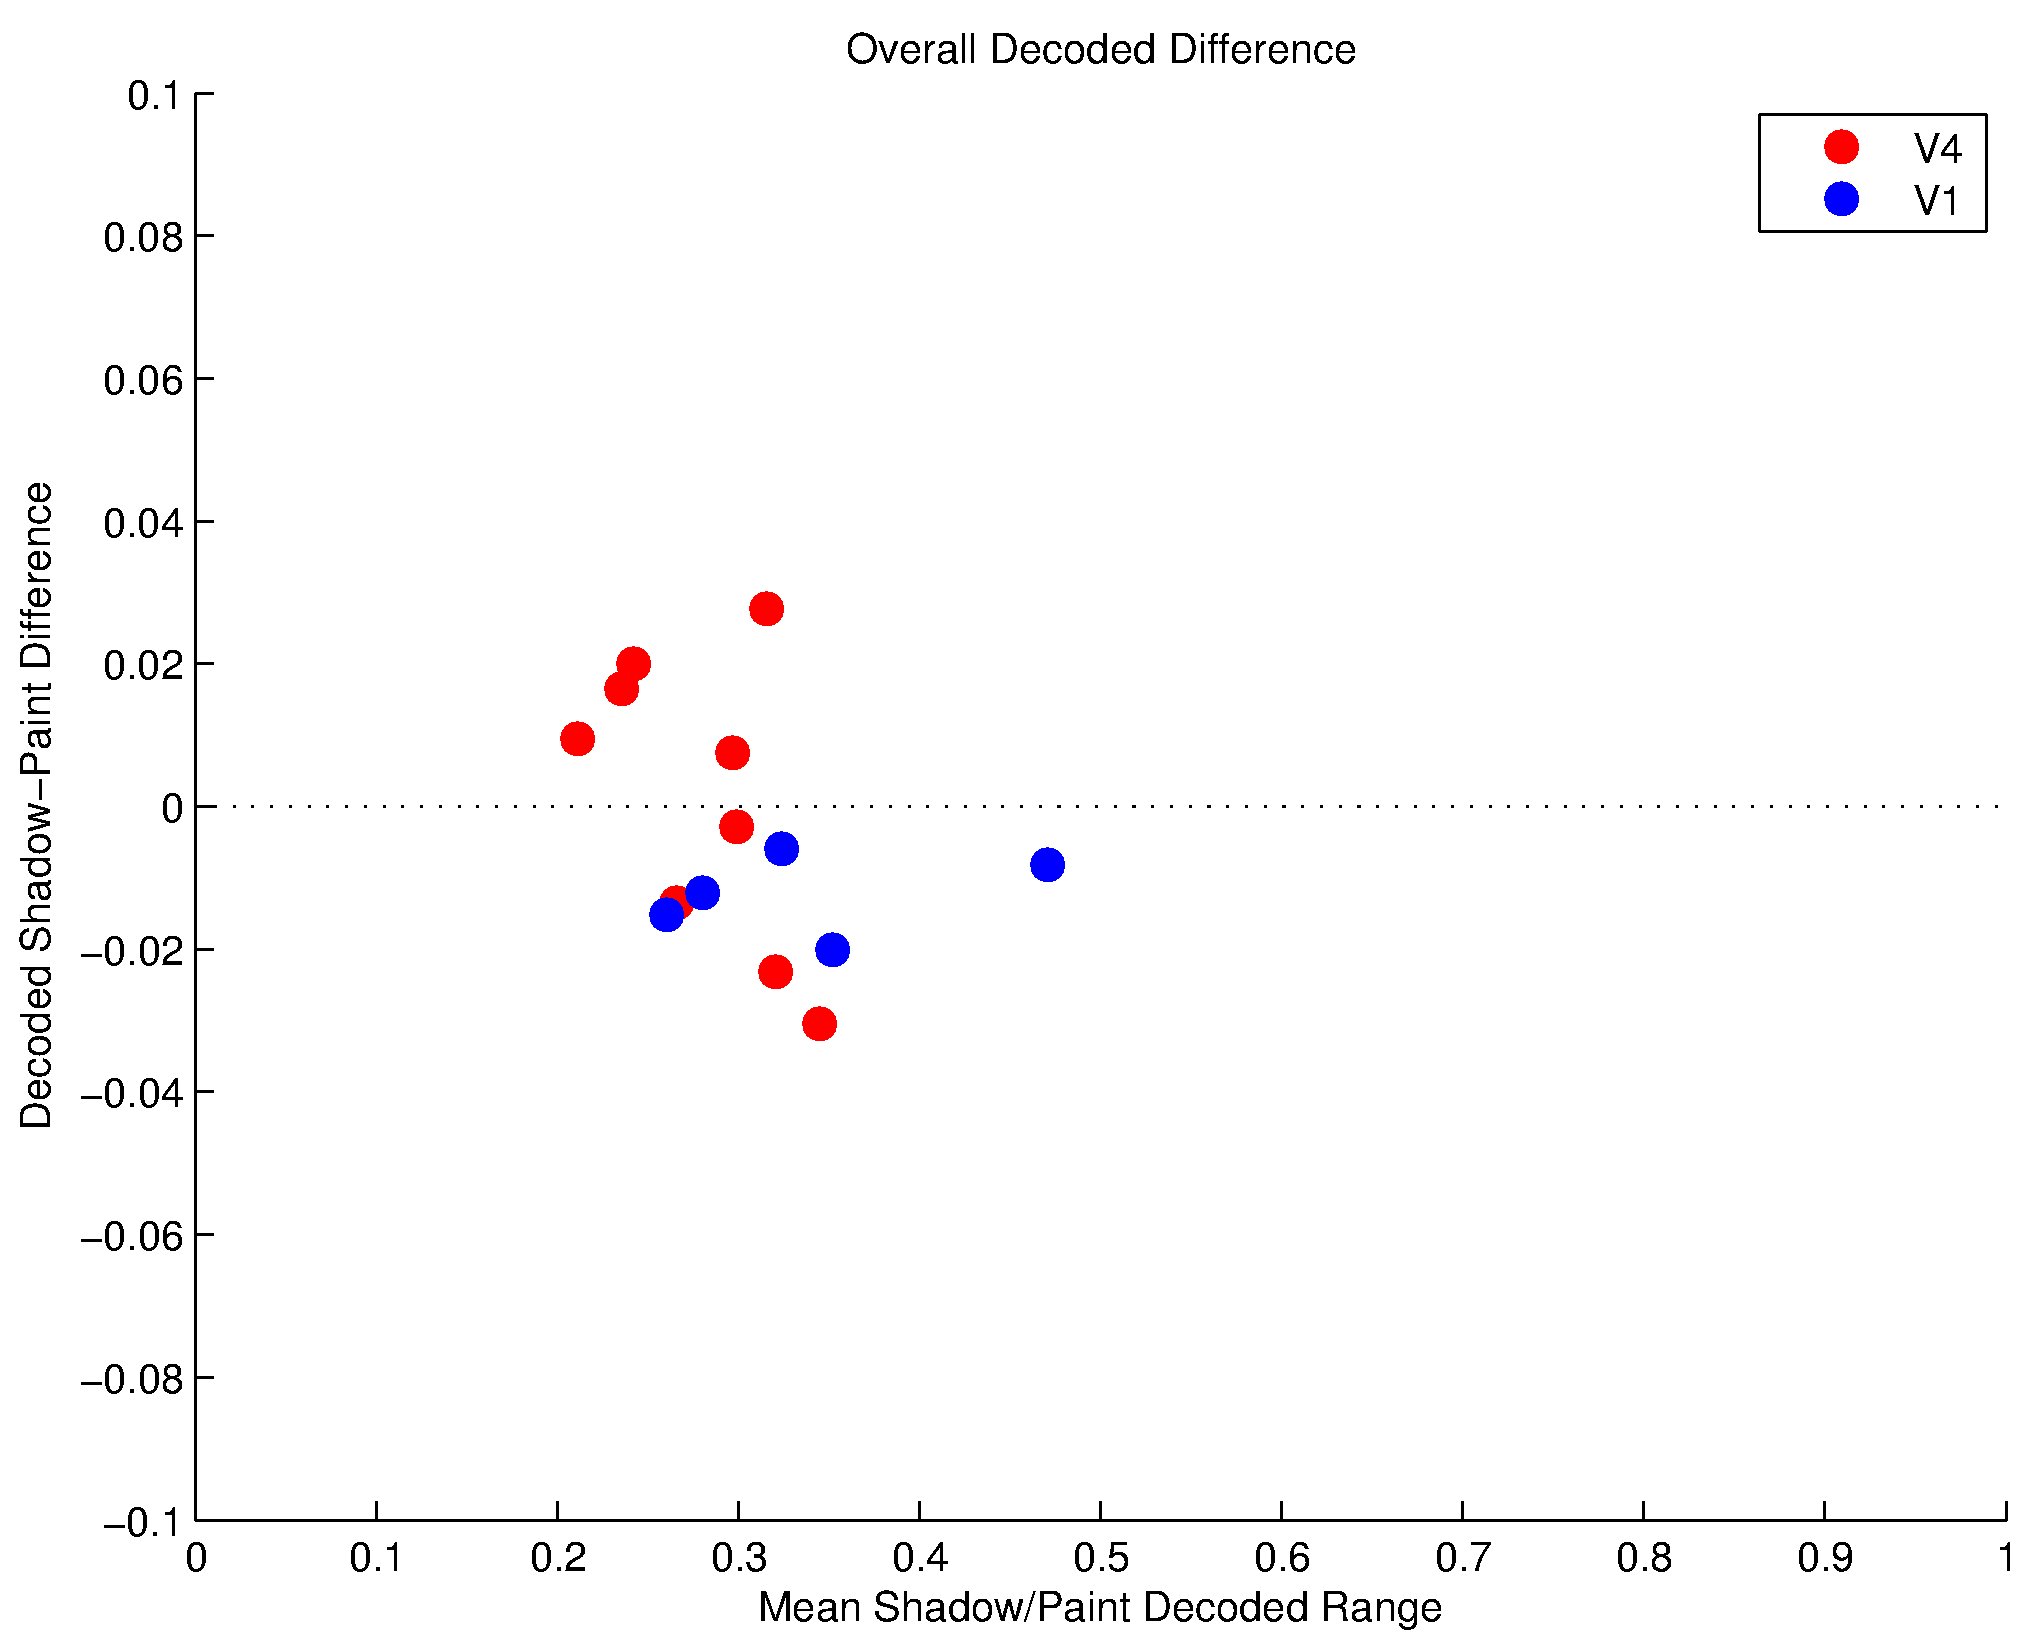 Overall Decoded Difference
V4
V1
Decoded Shadow−Paint Difference
0.1
0.08
0.06
0.04
0.02
0
−0.02
−0.04
−0.06
−0.08
−0.1
0 0.1 0.2 0.3 0.4 0.5 0.6 0.7 0.8 0.9 1
Mean Shadow/Paint Decoded Range